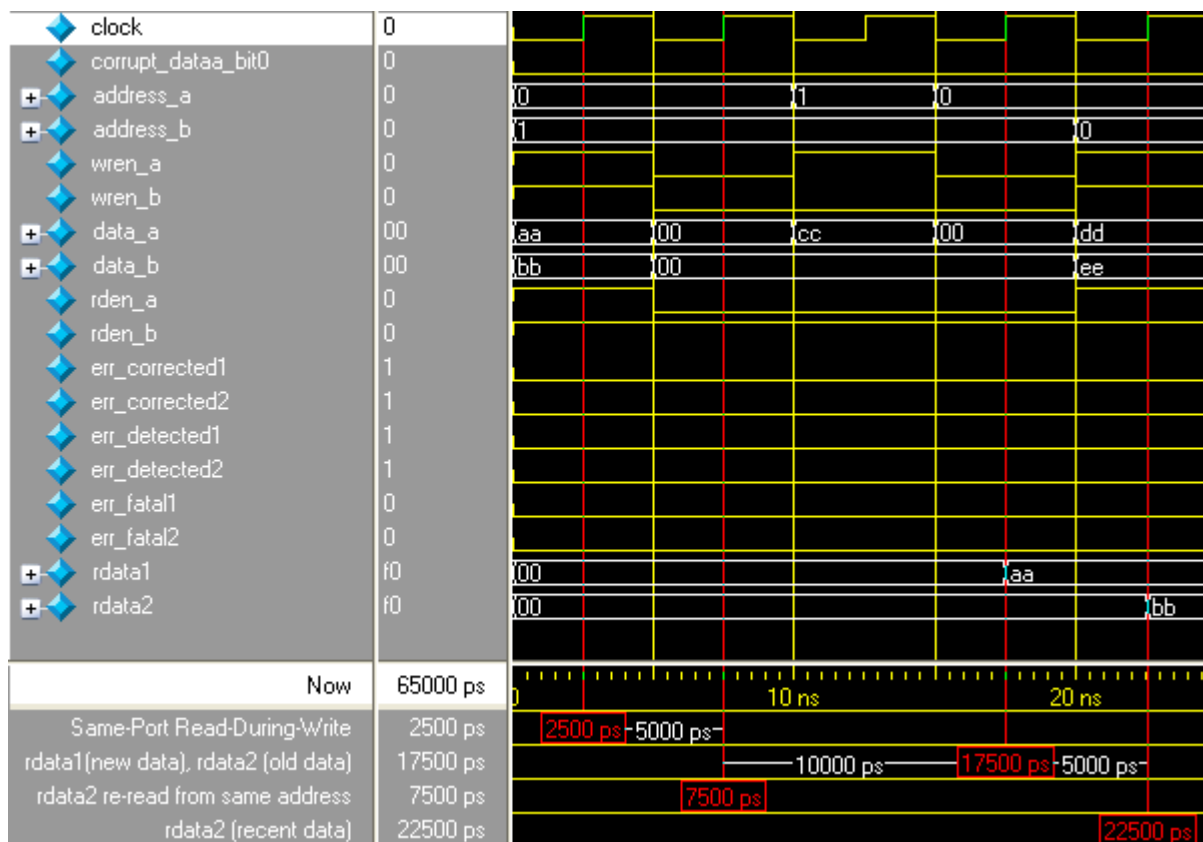 clock 0
corrupt_dataa_bit0 0
address_a 0 0 1 0
address_b 0 1 0
wren_a 0
wren_b 0
data_a 00 aa 00 cc 00 dd
data_b 00 bb 00 ee
rden_a 0
rden_b 0
err_corrected1 1
err_corrected2 1
err_detected1 1
err_detected2 1
err_fatal1 0
err_fatal2 0
rdata1 f0 00 aa
rdata2 f0 00 bb
Now 65000 ps 0 10 ns 20 ns
Same-Port Read-During-Write 2500 ps 2500 ps 5000 ps
rdata1(new data), rdata2 (old data) 17500 ps 10000 ps 17500 ps 5000 ps
rdata2 re-read from same address 7500 ps 7500 ps
rdata2 (recent data) 22500 ps 22500 ps